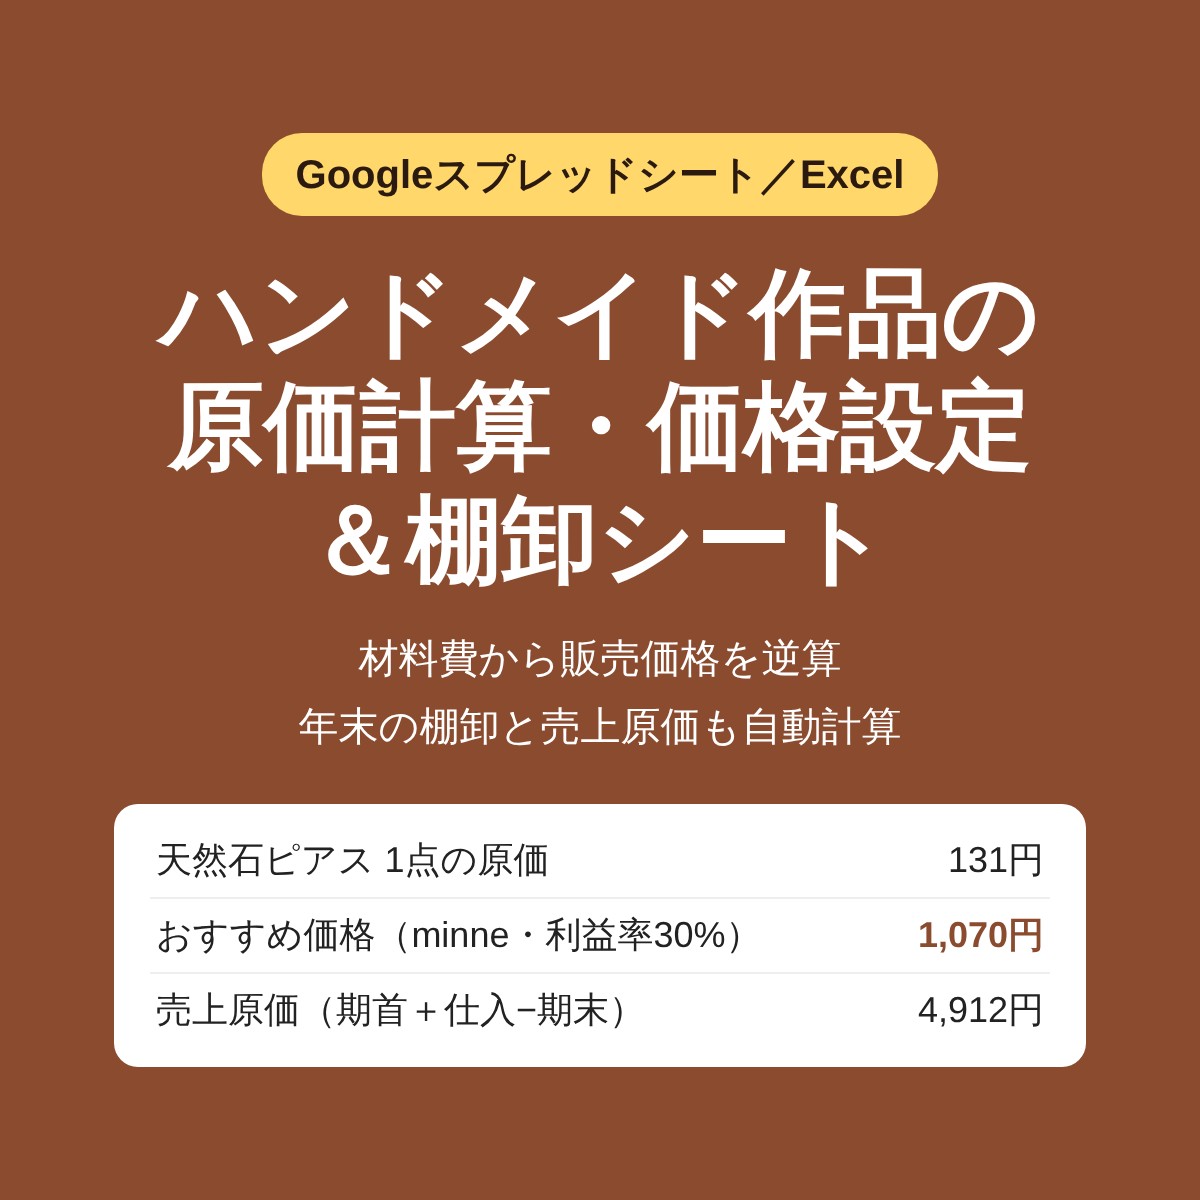 Googleスプレッドシート／Excel
ハンドメイド作品の
原価計算・価格設定
＆棚卸シート
材料費から販売価格を逆算
年末の棚卸と売上原価も自動計算
天然石ピアス 1点の原価 131円
おすすめ価格（minne・利益率30%） 1,070円
売上原価（期首＋仕入−期末） 4,912円